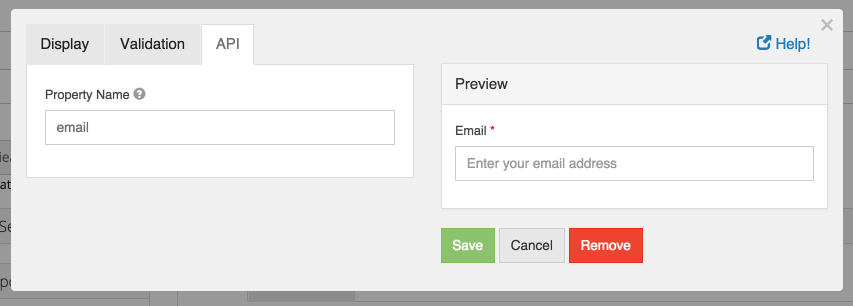 ×
Display Validation API
Help!
Property Name
email
Preview
Email *
Enter your email address
Save Cancel Remove